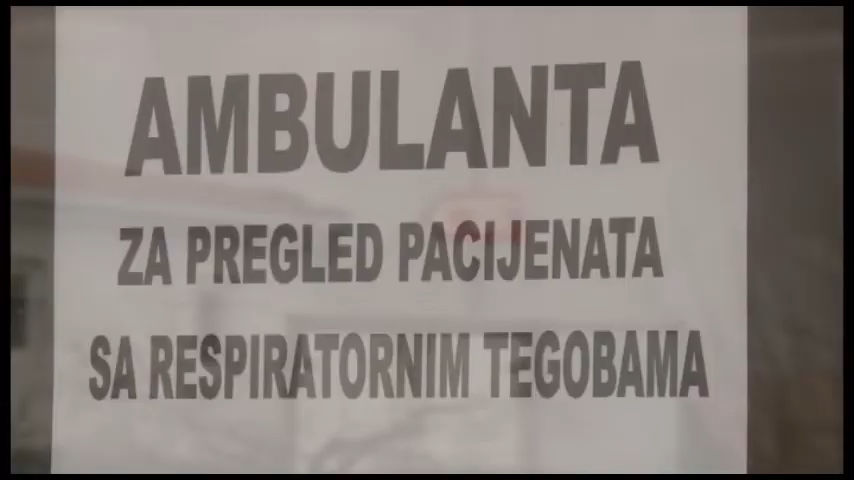 AMBULANTA
ZA PREGLED PACIJENATA
SA RESPIRATORNIM TEGOBAMA